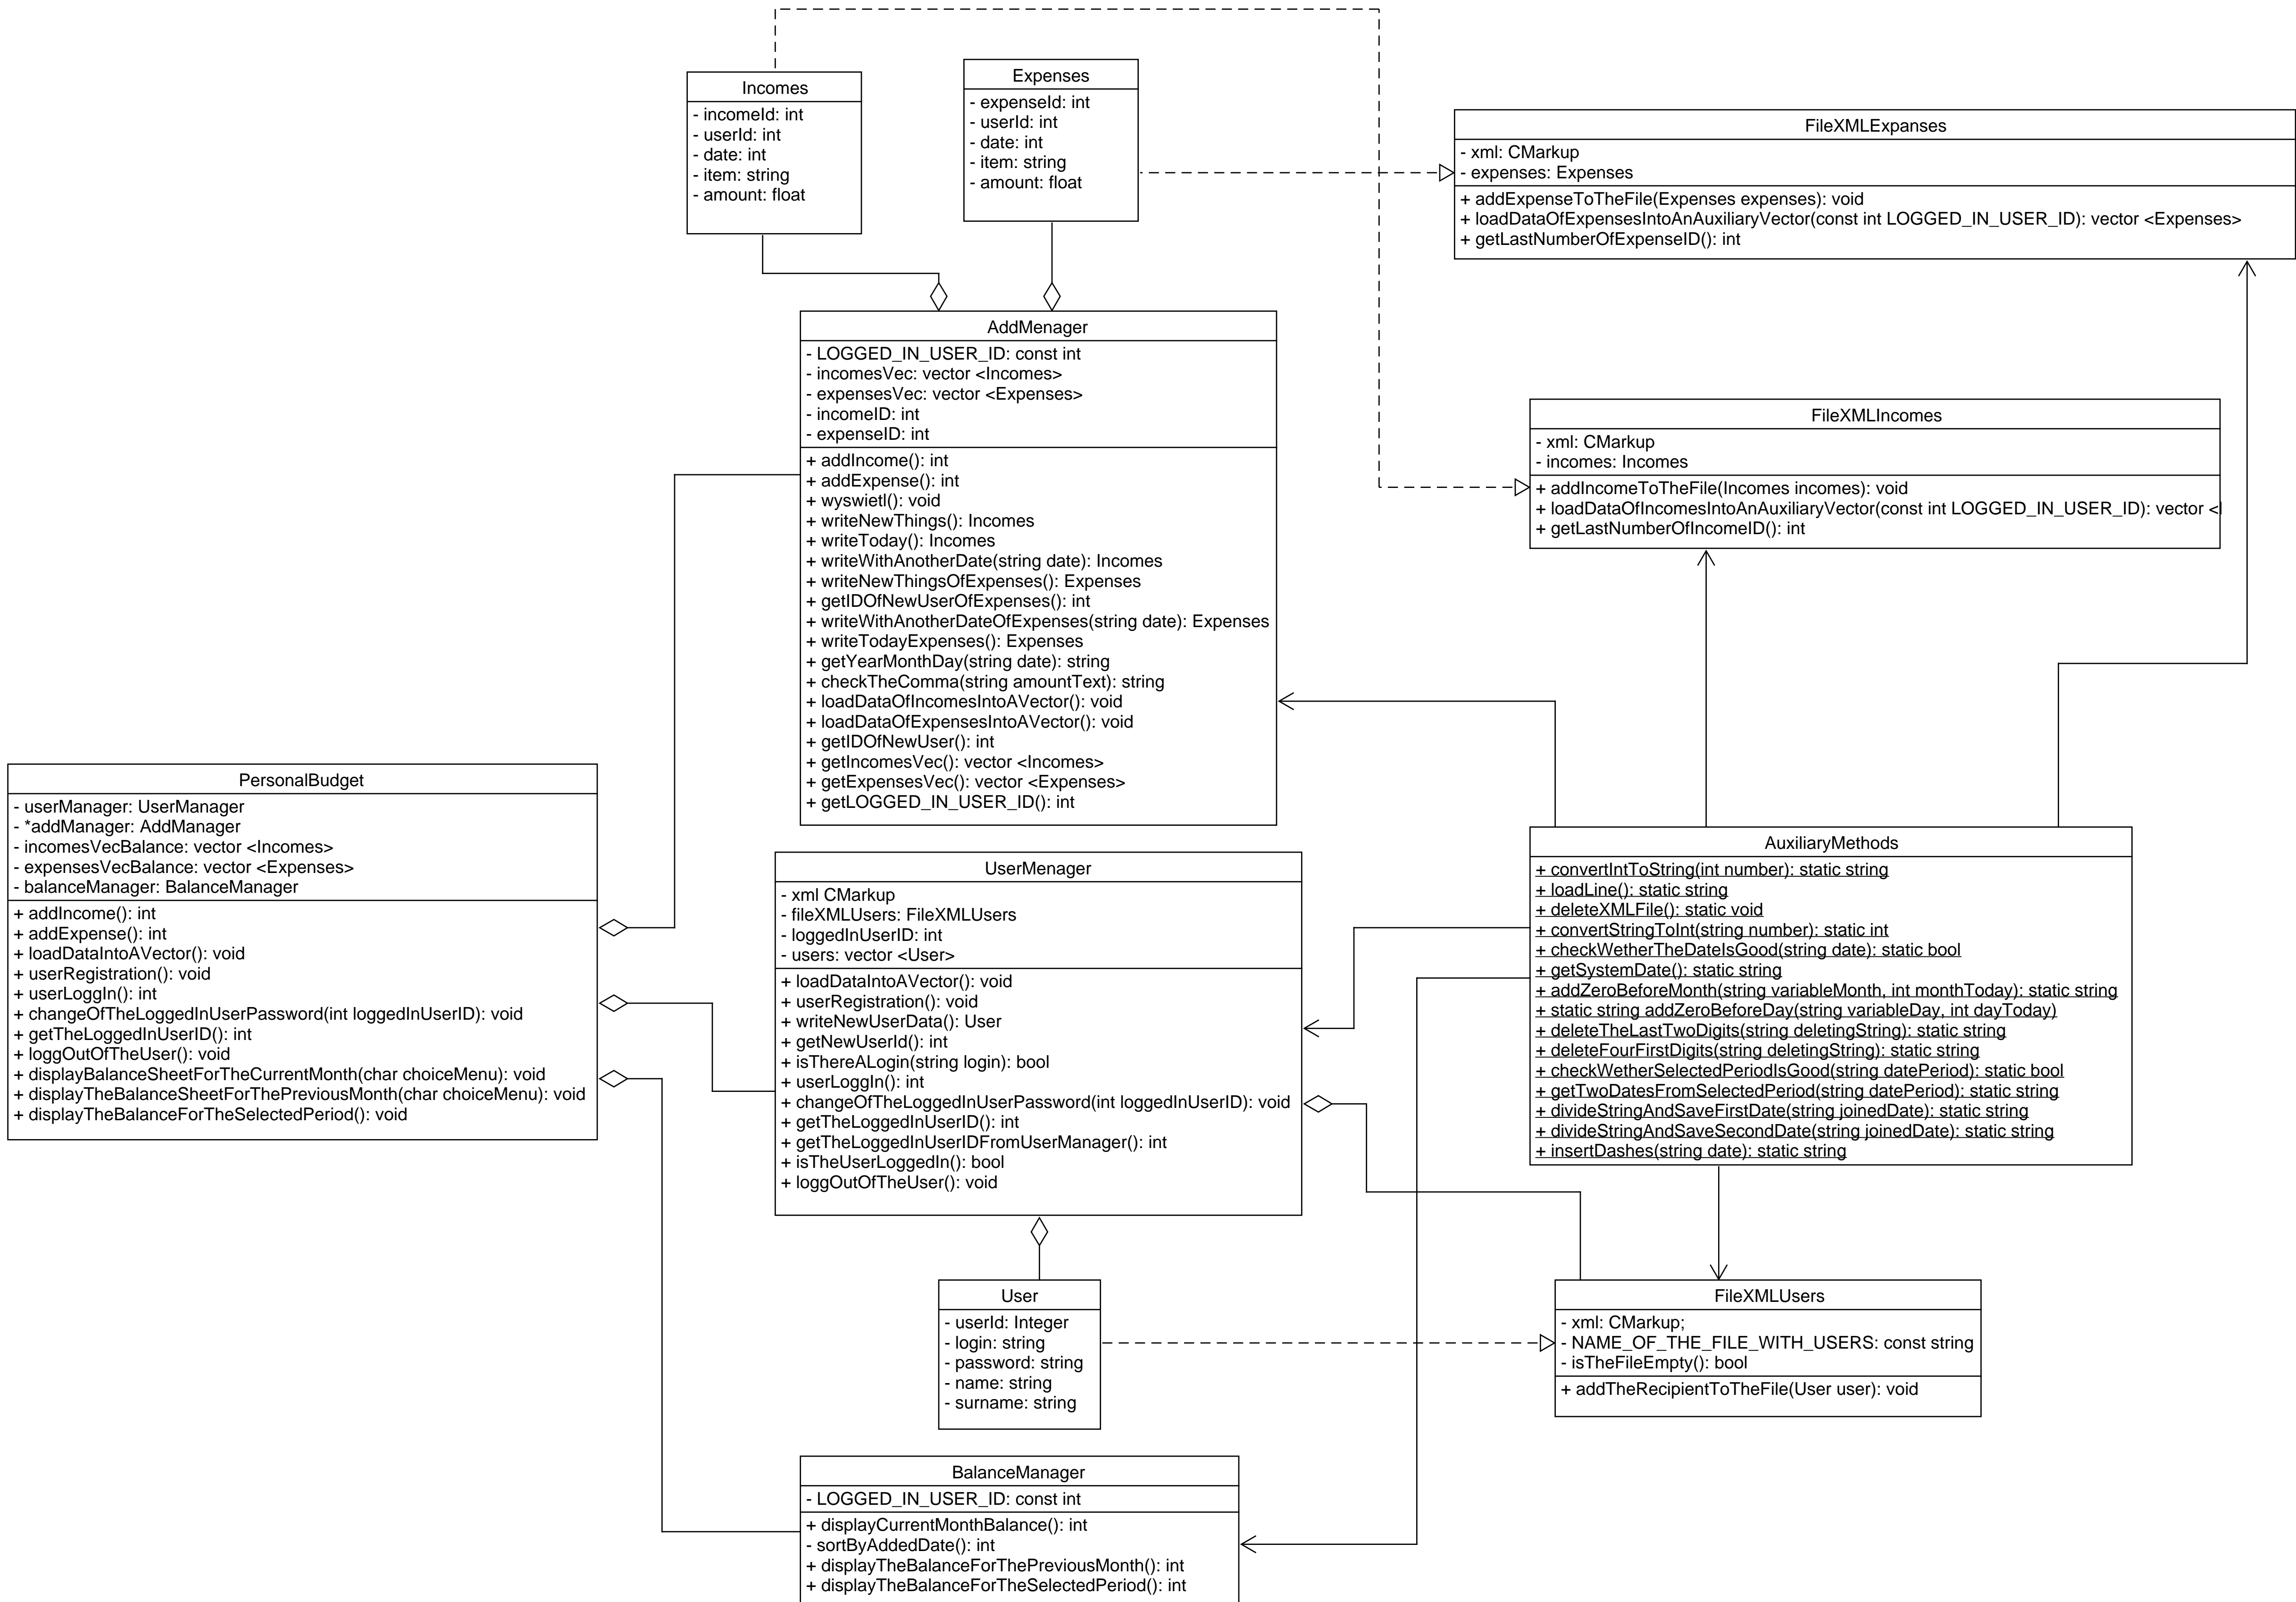 Incomes
- incomeId: int
- userId: int
- date: int
- item: string
- amount: float
Expenses
- expenseId: int
- userId: int
- date: int
- item: string
- amount: float
FileXMLExpanses
- xml: CMarkup
- expenses: Expenses
+ addExpenseToTheFile(Expenses expenses): void
+ loadDataOfExpensesIntoAnAuxiliaryVector(const int LOGGED_IN_USER_ID): vector <Expenses>
+ getLastNumberOfExpenseID(): int
AddMenager
- LOGGED_IN_USER_ID: const int
- incomesVec: vector <Incomes>
- expensesVec: vector <Expenses>
- incomeID: int
- expenseID: int
+ addIncome(): int
+ addExpense(): int
+ wyswietl(): void
+ writeNewThings(): Incomes
+ writeToday(): Incomes
+ writeWithAnotherDate(string date): Incomes
+ writeNewThingsOfExpenses(): Expenses
+ getIDOfNewUserOfExpenses(): int
+ writeWithAnotherDateOfExpenses(string date): Expenses
+ writeTodayExpenses(): Expenses
+ getYearMonthDay(string date): string
+ checkTheComma(string amountText): string
+ loadDataOfIncomesIntoAVector(): void
+ loadDataOfExpensesIntoAVector(): void
+ getIDOfNewUser(): int
+ getIncomesVec(): vector <Incomes>
+ getExpensesVec(): vector <Expenses>
+ getLOGGED_IN_USER_ID(): int
FileXMLIncomes
- xml: CMarkup
- incomes: Incomes
+ addIncomeToTheFile(Incomes incomes): void
+ loadDataOfIncomesIntoAnAuxiliaryVector(const int LOGGED_IN_USER_ID): vector <
+ getLastNumberOfIncomeID(): int
PersonalBudget
- userManager: UserManager
- *addManager: AddManager
- incomesVecBalance: vector <Incomes>
- expensesVecBalance: vector <Expenses>
- balanceManager: BalanceManager
+ addIncome(): int
+ addExpense(): int
+ loadDataIntoAVector(): void
+ userRegistration(): void
+ userLoggIn(): int
+ changeOfTheLoggedInUserPassword(int loggedInUserID): void
+ getTheLoggedInUserID(): int
+ loggOutOfTheUser(): void
+ displayBalanceSheetForTheCurrentMonth(char choiceMenu): void
+ displayTheBalanceSheetForThePreviousMonth(char choiceMenu): void
+ displayTheBalanceForTheSelectedPeriod(): void
UserMenager
- xml CMarkup
- fileXMLUsers: FileXMLUsers
- loggedInUserID: int
- users: vector <User>
+ loadDataIntoAVector(): void
+ userRegistration(): void
+ writeNewUserData(): User
+ getNewUserId(): int
+ isThereALogin(string login): bool
+ userLoggIn(): int
+ changeOfTheLoggedInUserPassword(int loggedInUserID): void
+ getTheLoggedInUserID(): int
+ getTheLoggedInUserIDFromUserManager(): int
+ isTheUserLoggedIn(): bool
+ loggOutOfTheUser(): void
AuxiliaryMethods
+ convertIntToString(int number): static string
+ loadLine(): static string
+ deleteXMLFile(): static void
+ convertStringToInt(string number): static int
+ checkWetherTheDateIsGood(string date): static bool
+ getSystemDate(): static string
+ addZeroBeforeMonth(string variableMonth, int monthToday): static string
+ static string addZeroBeforeDay(string variableDay, int dayToday)
+ deleteTheLastTwoDigits(string deletingString): static string
+ deleteFourFirstDigits(string deletingString): static string
+ checkWetherSelectedPeriodIsGood(string datePeriod): static bool
+ getTwoDatesFromSelectedPeriod(string datePeriod): static string
+ divideStringAndSaveFirstDate(string joinedDate): static string
+ divideStringAndSaveSecondDate(string joinedDate): static string
+ insertDashes(string date): static string
User
- userId: Integer
- login: string
- password: string
- name: string
- surname: string
FileXMLUsers
- xml: CMarkup;
- NAME_OF_THE_FILE_WITH_USERS: const string
- isTheFileEmpty(): bool
+ addTheRecipientToTheFile(User user): void
BalanceManager
- LOGGED_IN_USER_ID: const int
+ displayCurrentMonthBalance(): int
- sortByAddedDate(): int
+ displayTheBalanceForThePreviousMonth(): int
+ displayTheBalanceForTheSelectedPeriod(): int